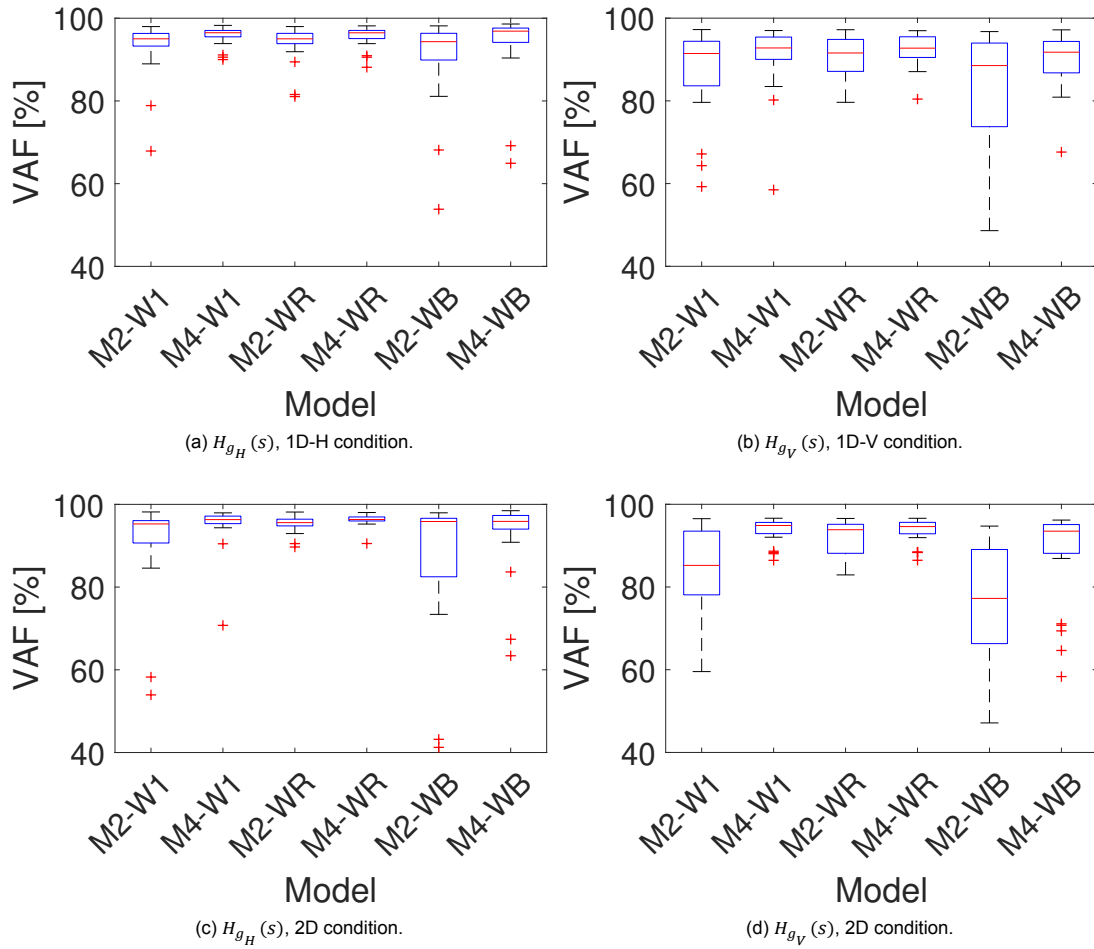 100
80
60
40
VAF [%]
M2-W1
M4-W1
M2-WR
M4-WR
M2-WB
M4-WB
Model
(a) H_{g_H}(s), 1D-H condition.
100
80
60
40
VAF [%]
M2-W1
M4-W1
M2-WR
M4-WR
M2-WB
M4-WB
Model
(b) H_{g_V}(s), 1D-V condition.
100
80
60
40
VAF [%]
M2-W1
M4-W1
M2-WR
M4-WR
M2-WB
M4-WB
Model
(c) H_{g_H}(s), 2D condition.
100
80
60
40
VAF [%]
M2-W1
M4-W1
M2-WR
M4-WR
M2-WB
M4-WB
Model
(d) H_{g_V}(s), 2D condition.